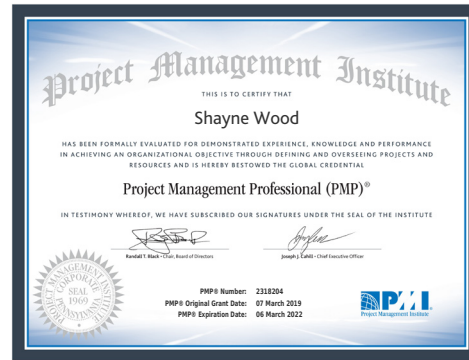 Project Management Institute
THIS IS TO CERTIFY THAT
Shayne Wood
HAS BEEN FORMALLY EVALUATED FOR DEMONSTRATED EXPERIENCE, KNOWLEDGE AND PERFORMANCE
IN ACHIEVING AN ORGANIZATIONAL OBJECTIVE THROUGH DEFINING AND OVERSEEING PROJECTS AND
RESOURCES AND IS HEREBY BESTOWED THE GLOBAL CREDENTIAL
Project Management Professional (PMP)®
IN TESTIMONY WHEREOF, WE HAVE SUBSCRIBED OUR SIGNATURES UNDER THE SEAL OF THE INSTITUTE
Randall T. Black • Chair, Board of Directors
Joseph J. Cahill • Chief Executive Officer
PROJECT MANAGEMENT INSTITUTE
CORPORATE
SEAL
1969
PENNSYLVANIA
PMP® Number: 2318204
PMP® Original Grant Date: 07 March 2019
PMP® Expiration Date: 06 March 2022
PMI
Project Management Institute